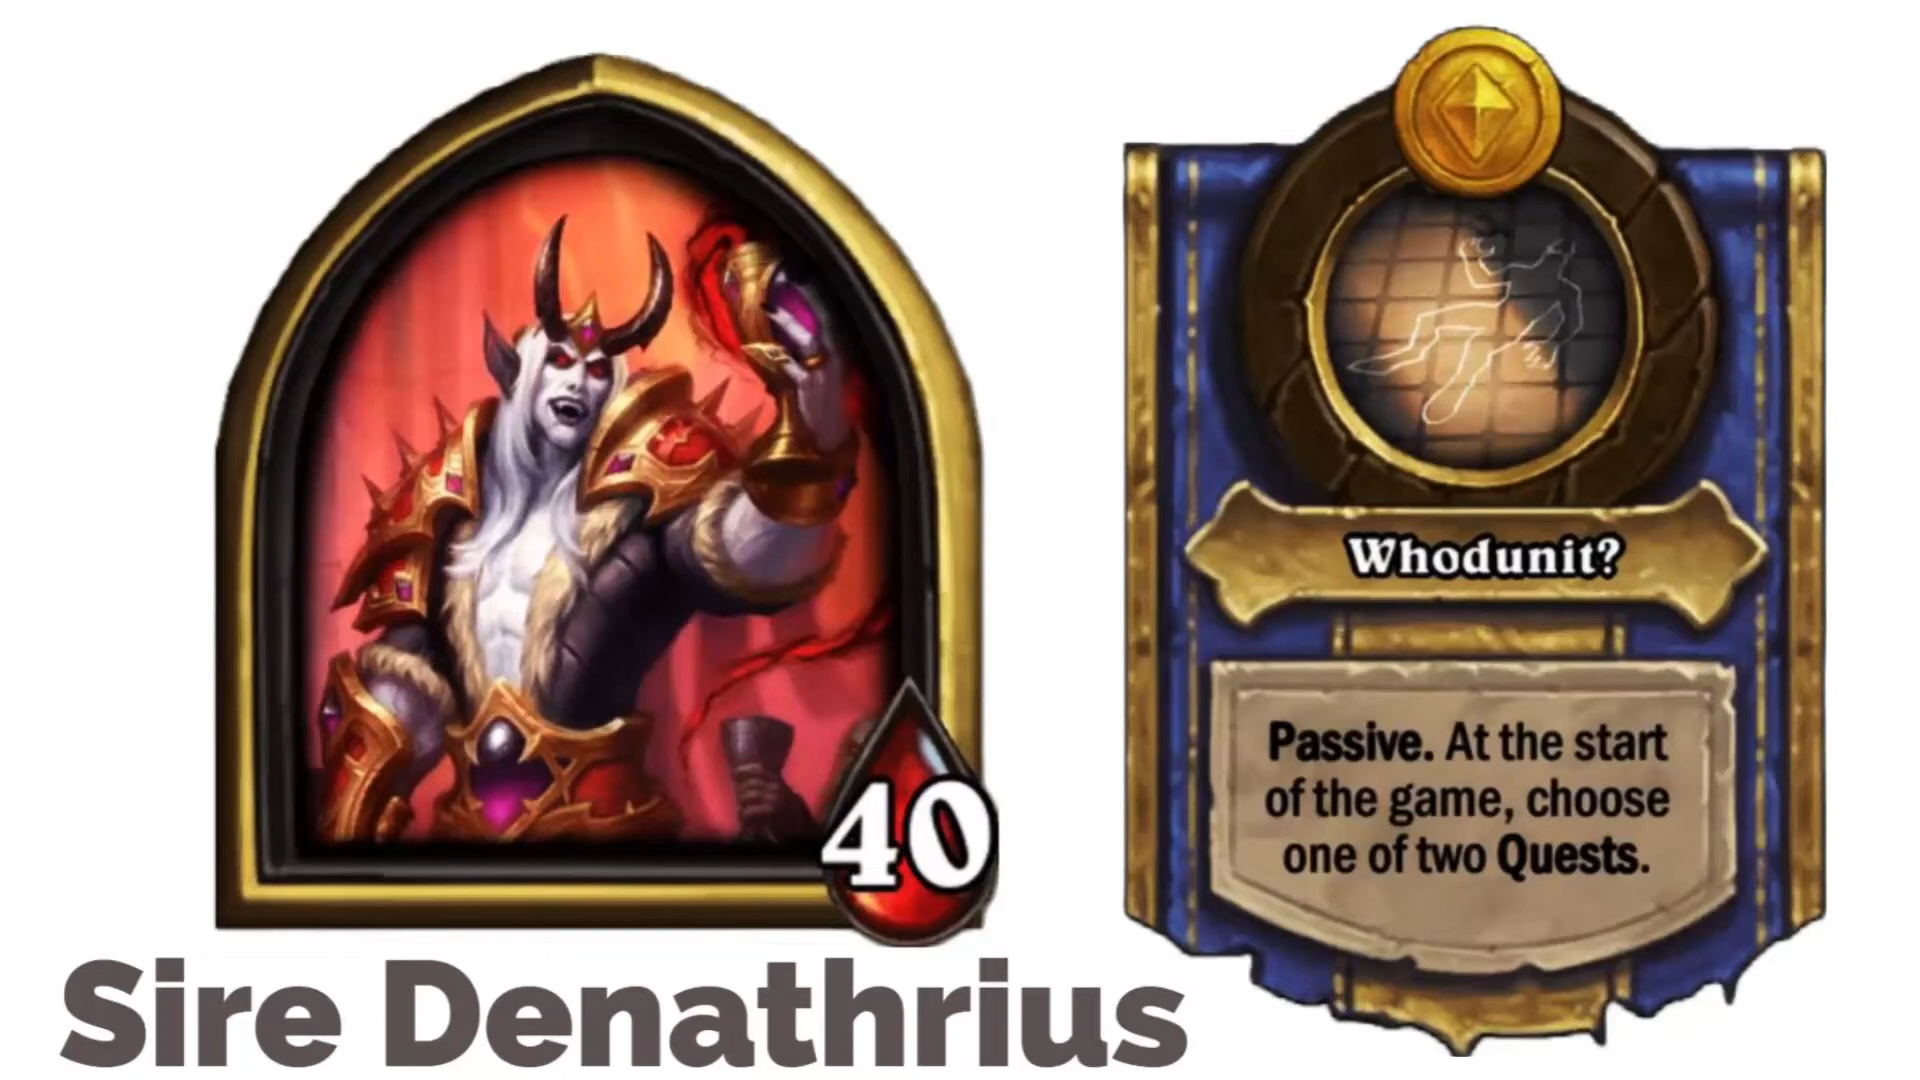 40
Whodunit?
Passive. At the start
of the game, choose
one of two Quests.
Sire Denathrius